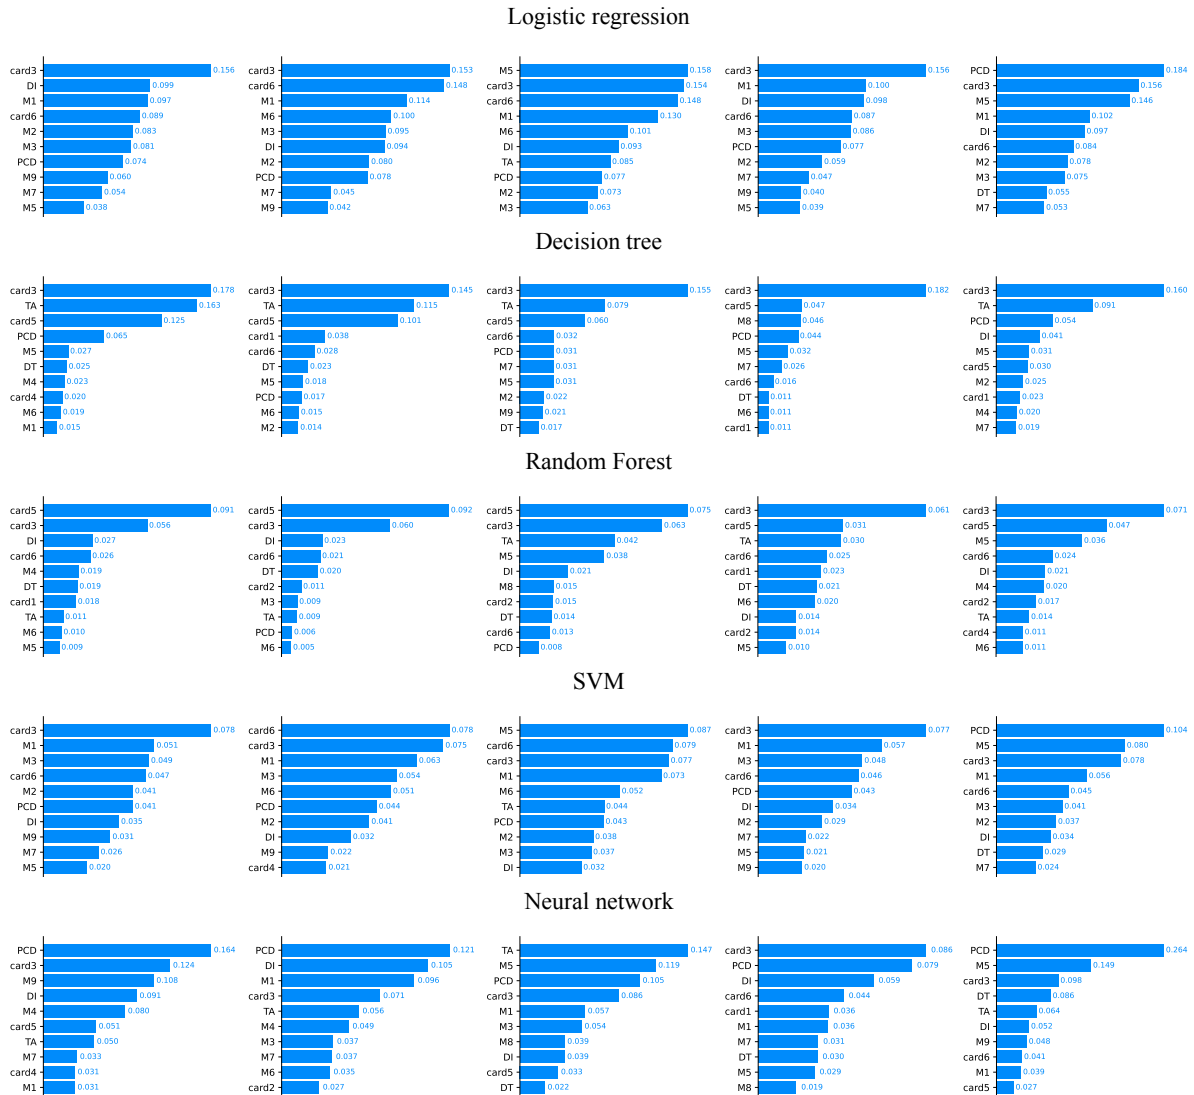 Logistic regression
card3 0.156
DI 0.099
M1 0.097
card6 0.089
M2 0.083
M3 0.081
PCD 0.074
M9 0.060
M7 0.054
M5 0.038
card3 0.153
card6 0.148
M1 0.114
M6 0.100
M3 0.095
DI 0.094
M2 0.080
PCD 0.078
M7 0.045
M9 0.042
M5 0.158
card3 0.154
card6 0.148
M1 0.130
M6 0.101
DI 0.093
TA 0.085
PCD 0.077
M2 0.073
M3 0.063
card3 0.156
M1 0.100
DI 0.098
card6 0.087
M3 0.086
PCD 0.077
M2 0.059
M7 0.047
M9 0.040
M5 0.039
PCD 0.184
card3 0.156
M5 0.146
M1 0.102
DI 0.097
card6 0.084
M2 0.078
M3 0.075
DT 0.055
M7 0.053
Decision tree
card3 0.178
TA 0.163
card5 0.125
PCD 0.065
M5 0.027
DT 0.025
M4 0.023
card4 0.020
M6 0.019
M1 0.015
card3 0.145
TA 0.115
card5 0.101
card1 0.038
card6 0.028
DT 0.023
M5 0.018
PCD 0.017
M6 0.015
M2 0.014
card3 0.155
TA 0.079
card5 0.060
card6 0.032
PCD 0.031
M7 0.031
M5 0.031
M2 0.022
M9 0.021
DT 0.017
card3 0.182
card5 0.047
M8 0.046
PCD 0.044
M5 0.032
M7 0.026
card6 0.016
DT 0.011
M6 0.011
card1 0.011
card3 0.160
TA 0.091
PCD 0.054
DI 0.041
M5 0.031
card5 0.030
M2 0.025
card1 0.023
M4 0.020
M7 0.019
Random Forest
card5 0.091
card3 0.056
DI 0.027
card6 0.026
M4 0.019
DT 0.019
card1 0.018
TA 0.011
M6 0.010
M5 0.009
card5 0.092
card3 0.060
DI 0.023
card6 0.021
DT 0.020
card2 0.011
M3 0.009
TA 0.009
PCD 0.006
M6 0.005
card5 0.075
card3 0.063
TA 0.042
M5 0.038
DI 0.021
M8 0.015
card2 0.015
DT 0.014
card6 0.013
PCD 0.008
card3 0.061
card5 0.031
TA 0.030
card6 0.025
card1 0.023
DT 0.021
M6 0.020
DI 0.014
card2 0.014
M5 0.010
card3 0.071
card5 0.047
M5 0.036
card6 0.024
DI 0.021
M4 0.020
card2 0.017
TA 0.014
card4 0.011
M6 0.011
SVM
card3 0.078
M1 0.051
M3 0.049
card6 0.047
M2 0.041
PCD 0.041
DI 0.035
M9 0.031
M7 0.026
M5 0.020
card6 0.078
card3 0.075
M1 0.063
M3 0.054
M6 0.051
PCD 0.044
M2 0.041
DI 0.032
M9 0.022
card4 0.021
M5 0.087
card6 0.079
card3 0.077
M1 0.073
M6 0.052
TA 0.044
PCD 0.043
M2 0.038
M3 0.037
DI 0.032
card3 0.077
M1 0.057
M3 0.048
card6 0.046
PCD 0.043
DI 0.034
M2 0.029
M7 0.022
M5 0.021
M9 0.020
PCD 0.104
M5 0.080
card3 0.078
M1 0.056
card6 0.045
M3 0.041
M2 0.037
DI 0.034
DT 0.029
M7 0.024
Neural network
PCD 0.164
card3 0.124
M9 0.108
DI 0.091
M4 0.080
card5 0.051
TA 0.050
M7 0.033
card4 0.031
M1 0.031
PCD 0.121
DI 0.105
M1 0.096
card3 0.071
TA 0.056
M4 0.049
M3 0.037
M7 0.037
M6 0.035
card2 0.027
TA 0.147
M5 0.119
PCD 0.105
card3 0.086
M1 0.057
M3 0.054
M8 0.039
DI 0.039
card5 0.033
DT 0.022
card3 0.086
PCD 0.079
DI 0.059
card6 0.044
card1 0.036
M1 0.036
M7 0.031
DT 0.030
M5 0.029
M8 0.019
PCD 0.264
M5 0.149
card3 0.098
DT 0.086
TA 0.064
DI 0.052
M9 0.048
card6 0.041
M1 0.039
card5 0.027